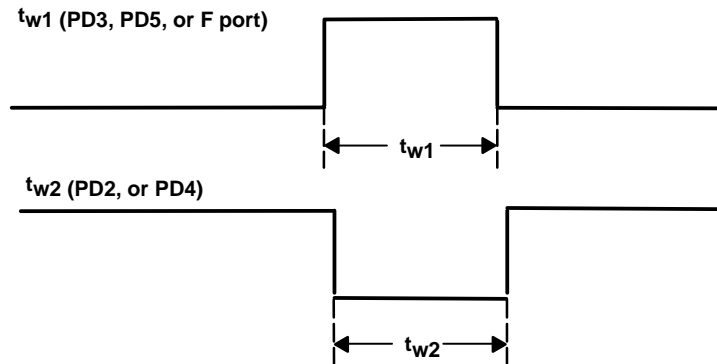 tw1 (PD3, PD5, or F port)
tw1
tw2 (PD2, or PD4)
tw2